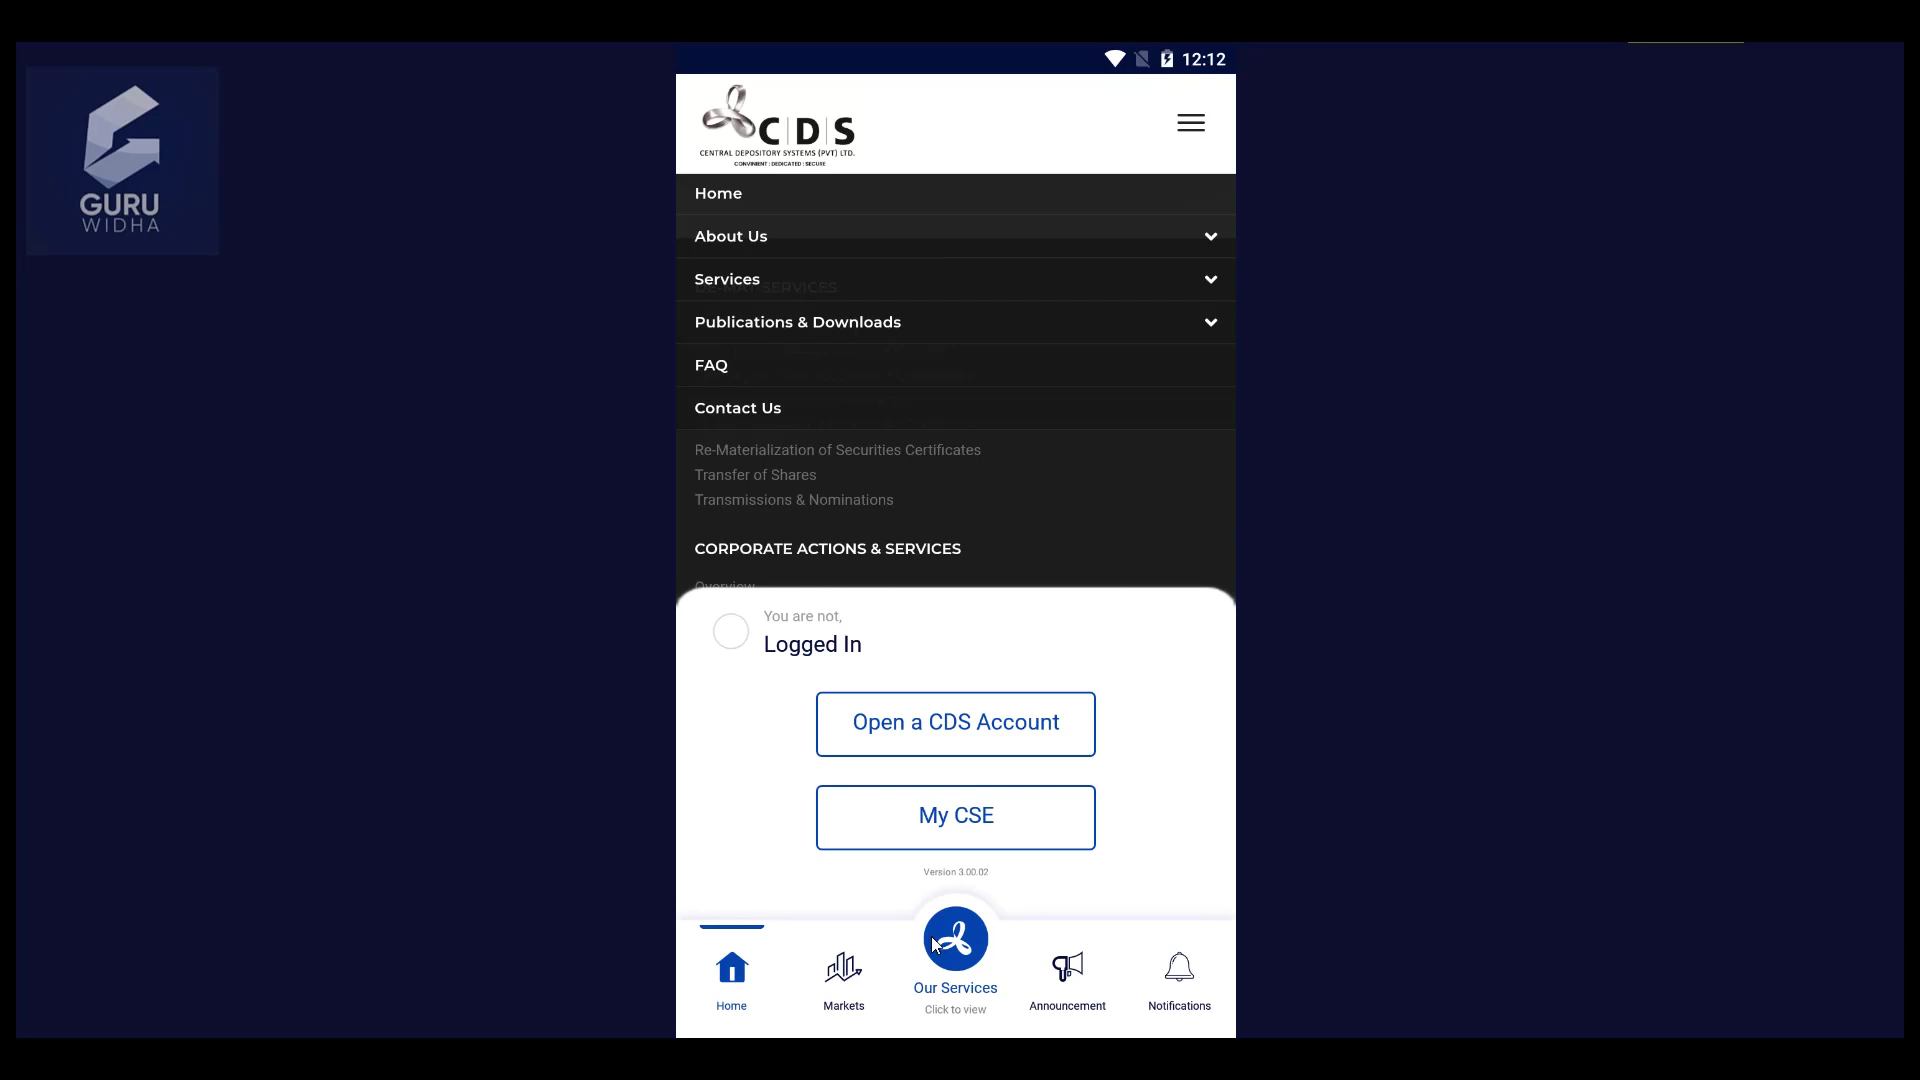 12:12
GURU
WIDHA
C|D|S
CENTRAL DEPOSITORY SYSTEMS (PVT) LTD.
CONVINIENT : DEDICATED : SECURE
Home
About Us
Services
SERVICES
Publications & Downloads
FAQ
Contact Us
Re-Materialization of Securities Certificates
Transfer of Shares
Transmissions & Nominations
CORPORATE ACTIONS & SERVICES
Overview
You are not,
Logged In
Open a CDS Account
My CSE
Version 3.00.02
Home
Markets
Our Services
Click to view
Announcement
Notifications